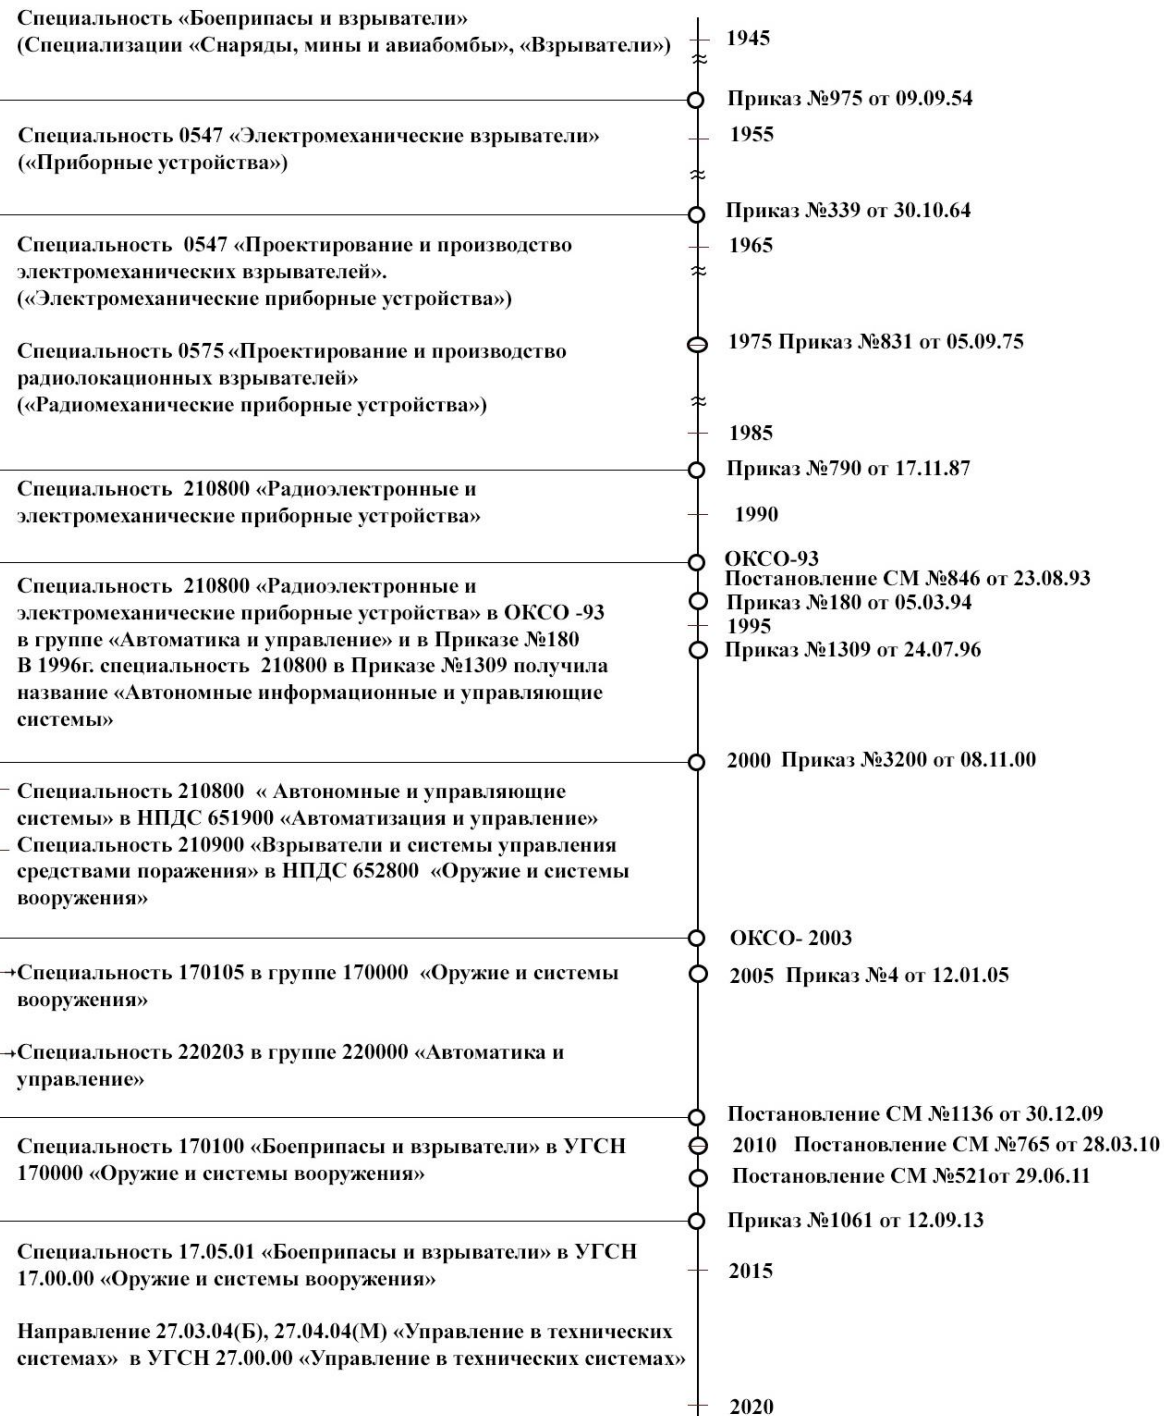 Специальность «Боеприпасы и взрыватели»
(Специализации «Снаряды, мины и авиабомбы», «Взрыватели»)
1945
Приказ №975 от 09.09.54
Специальность 0547 «Электромеханические взрыватели»
(«Приборные устройства»)
1955
Приказ №339 от 30.10.64
Специальность 0547 «Проектирование и производство
электромеханических взрывателей».
(«Электромеханические приборные устройства»)
1965
Специальность 0575 «Проектирование и производство
радиолокационных взрывателей»
(«Радиомеханические приборные устройства»)
1975 Приказ №831 от 05.09.75
1985
Приказ №790 от 17.11.87
Специальность 210800 «Радиоэлектронные и
электромеханические приборные устройства»
1990
ОКСО-93
Постановление СМ №846 от 23.08.93
Специальность 210800 «Радиоэлектронные и
электромеханические приборные устройства» в ОКСО -93
в группе «Автоматика и управление» и в Приказе №180
В 1996г. специальность 210800 в Приказе №1309 получила
название «Автономные информационные и управляющие
системы»
Приказ №180 от 05.03.94
1995
Приказ №1309 от 24.07.96
2000 Приказ №3200 от 08.11.00
Специальность 210800 « Автономные и управляющие
системы» в НПДС 651900 «Автоматизация и управление»
Специальность 210900 «Взрыватели и системы управления
средствами поражения» в НПДС 652800 «Оружие и системы
вооружения»
ОКСО- 2003
Специальность 170105 в группе 170000 «Оружие и системы
вооружения»
2005 Приказ №4 от 12.01.05
Специальность 220203 в группе 220000 «Автоматика и
управление»
Постановление СМ №1136 от 30.12.09
Специальность 170100 «Боеприпасы и взрыватели» в УГСН
170000 «Оружие и системы вооружения»
2010 Постановление СМ №765 от 28.03.10
Постановление СМ №521от 29.06.11
Приказ №1061 от 12.09.13
Специальность 17.05.01 «Боеприпасы и взрыватели» в УГСН
17.00.00 «Оружие и системы вооружения»
2015
Направление 27.03.04(Б), 27.04.04(М) «Управление в технических
системах» в УГСН 27.00.00 «Управление в технических системах»
2020